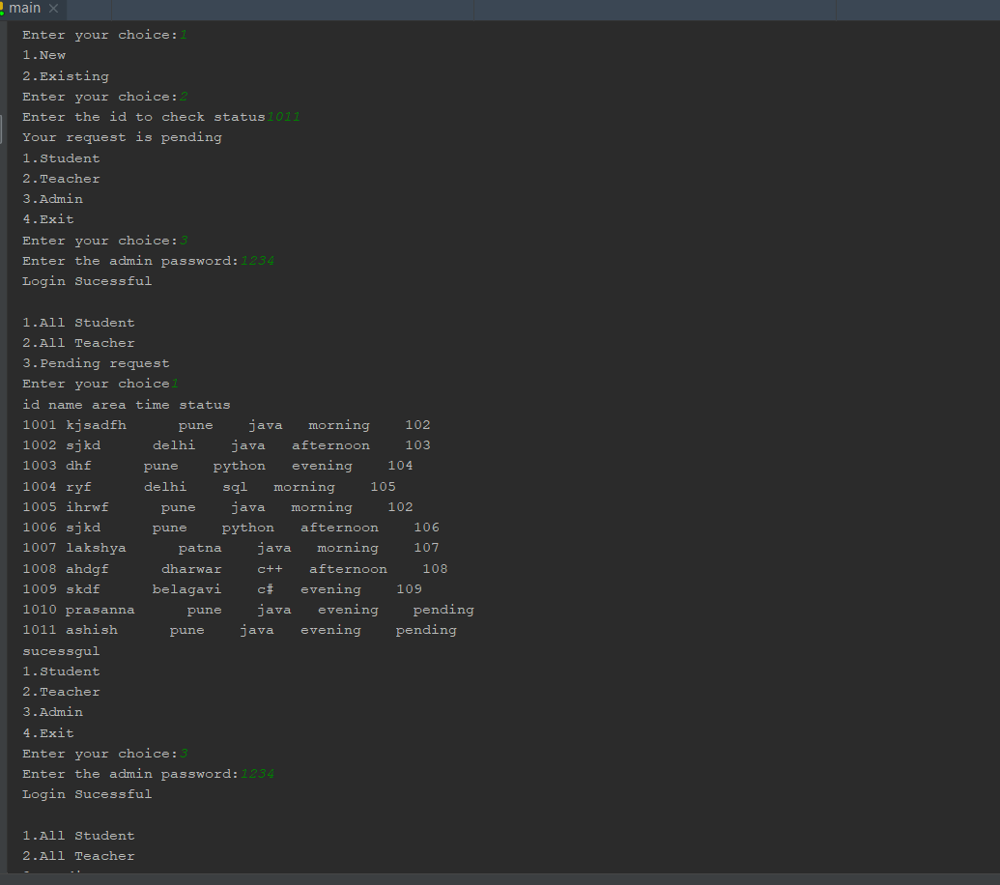 main
Enter your choice:1
1.New
2.Existing
Enter your choice:2
Enter the id to check status1011
Your request is pending
1.Student
2.Teacher
3.Admin
4.Exit
Enter your choice:3
Enter the admin password:1234
Login Sucessful
1.All Student
2.All Teacher
3.Pending request
Enter your choice1
id name area time status
1001 kjsadfh      pune    java   morning    102
1002 sjkd      delhi    java   afternoon    103
1003 dhf      pune    python   evening    104
1004 ryf      delhi    sql   morning    105
1005 ihrwf      pune    java   morning    102
1006 sjkd      pune    python   afternoon    106
1007 lakshya      patna    java   morning    107
1008 ahdgf      dharwar    c++   afternoon    108
1009 skdf      belagavi    c#   evening    109
1010 prasanna      pune    java   evening    pending
1011 ashish      pune    java   evening    pending
sucessgul
1.Student
2.Teacher
3.Admin
4.Exit
Enter your choice:3
Enter the admin password:1234
Login Sucessful
1.All Student
2.All Teacher